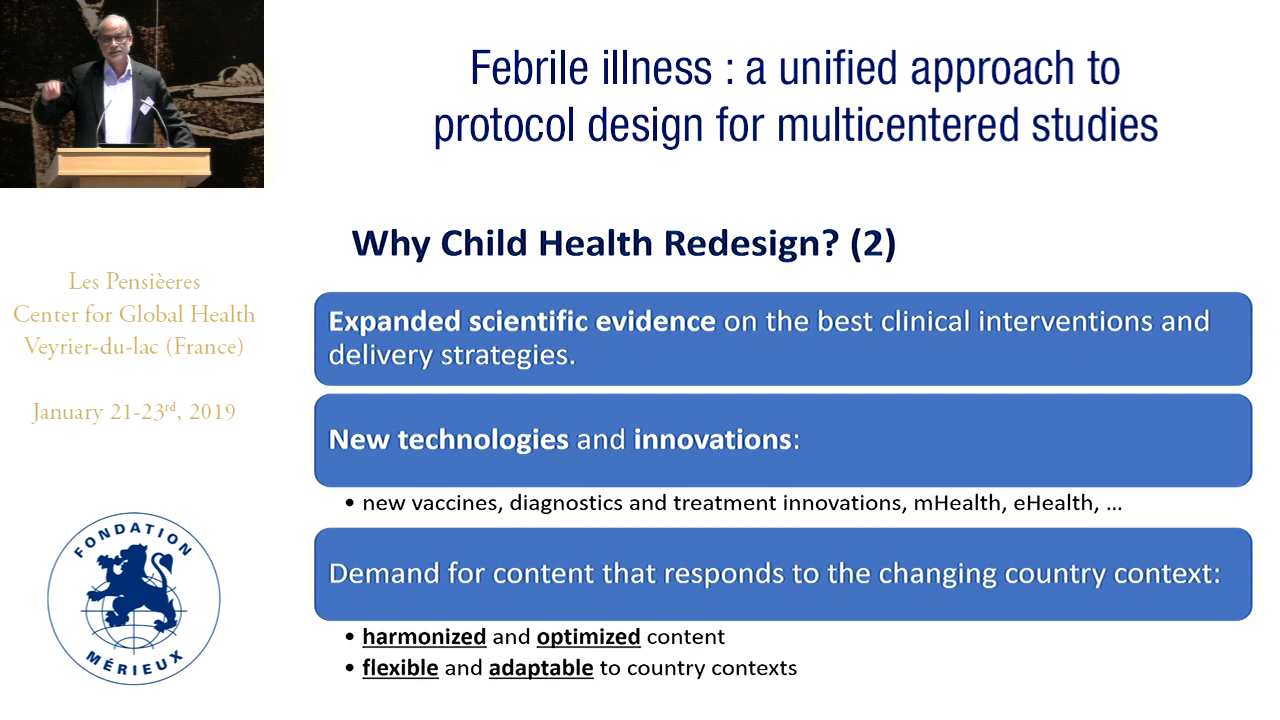 Febrile illness : a unified approach to
protocol design for multicentered studies
Why Child Health Redesign? (2)
Les Pensièeres
Center for Global Health
Veyrier-du-lac (France)
January 21-23rd, 2019
Expanded scientific evidence on the best clinical interventions and
delivery strategies.
New technologies and innovations:
• new vaccines, diagnostics and treatment innovations, mHealth, eHealth, ...
Demand for content that responds to the changing country context:
• harmonized and optimized content
• flexible and adaptable to country contexts
FONDATION
MÉRIEUX